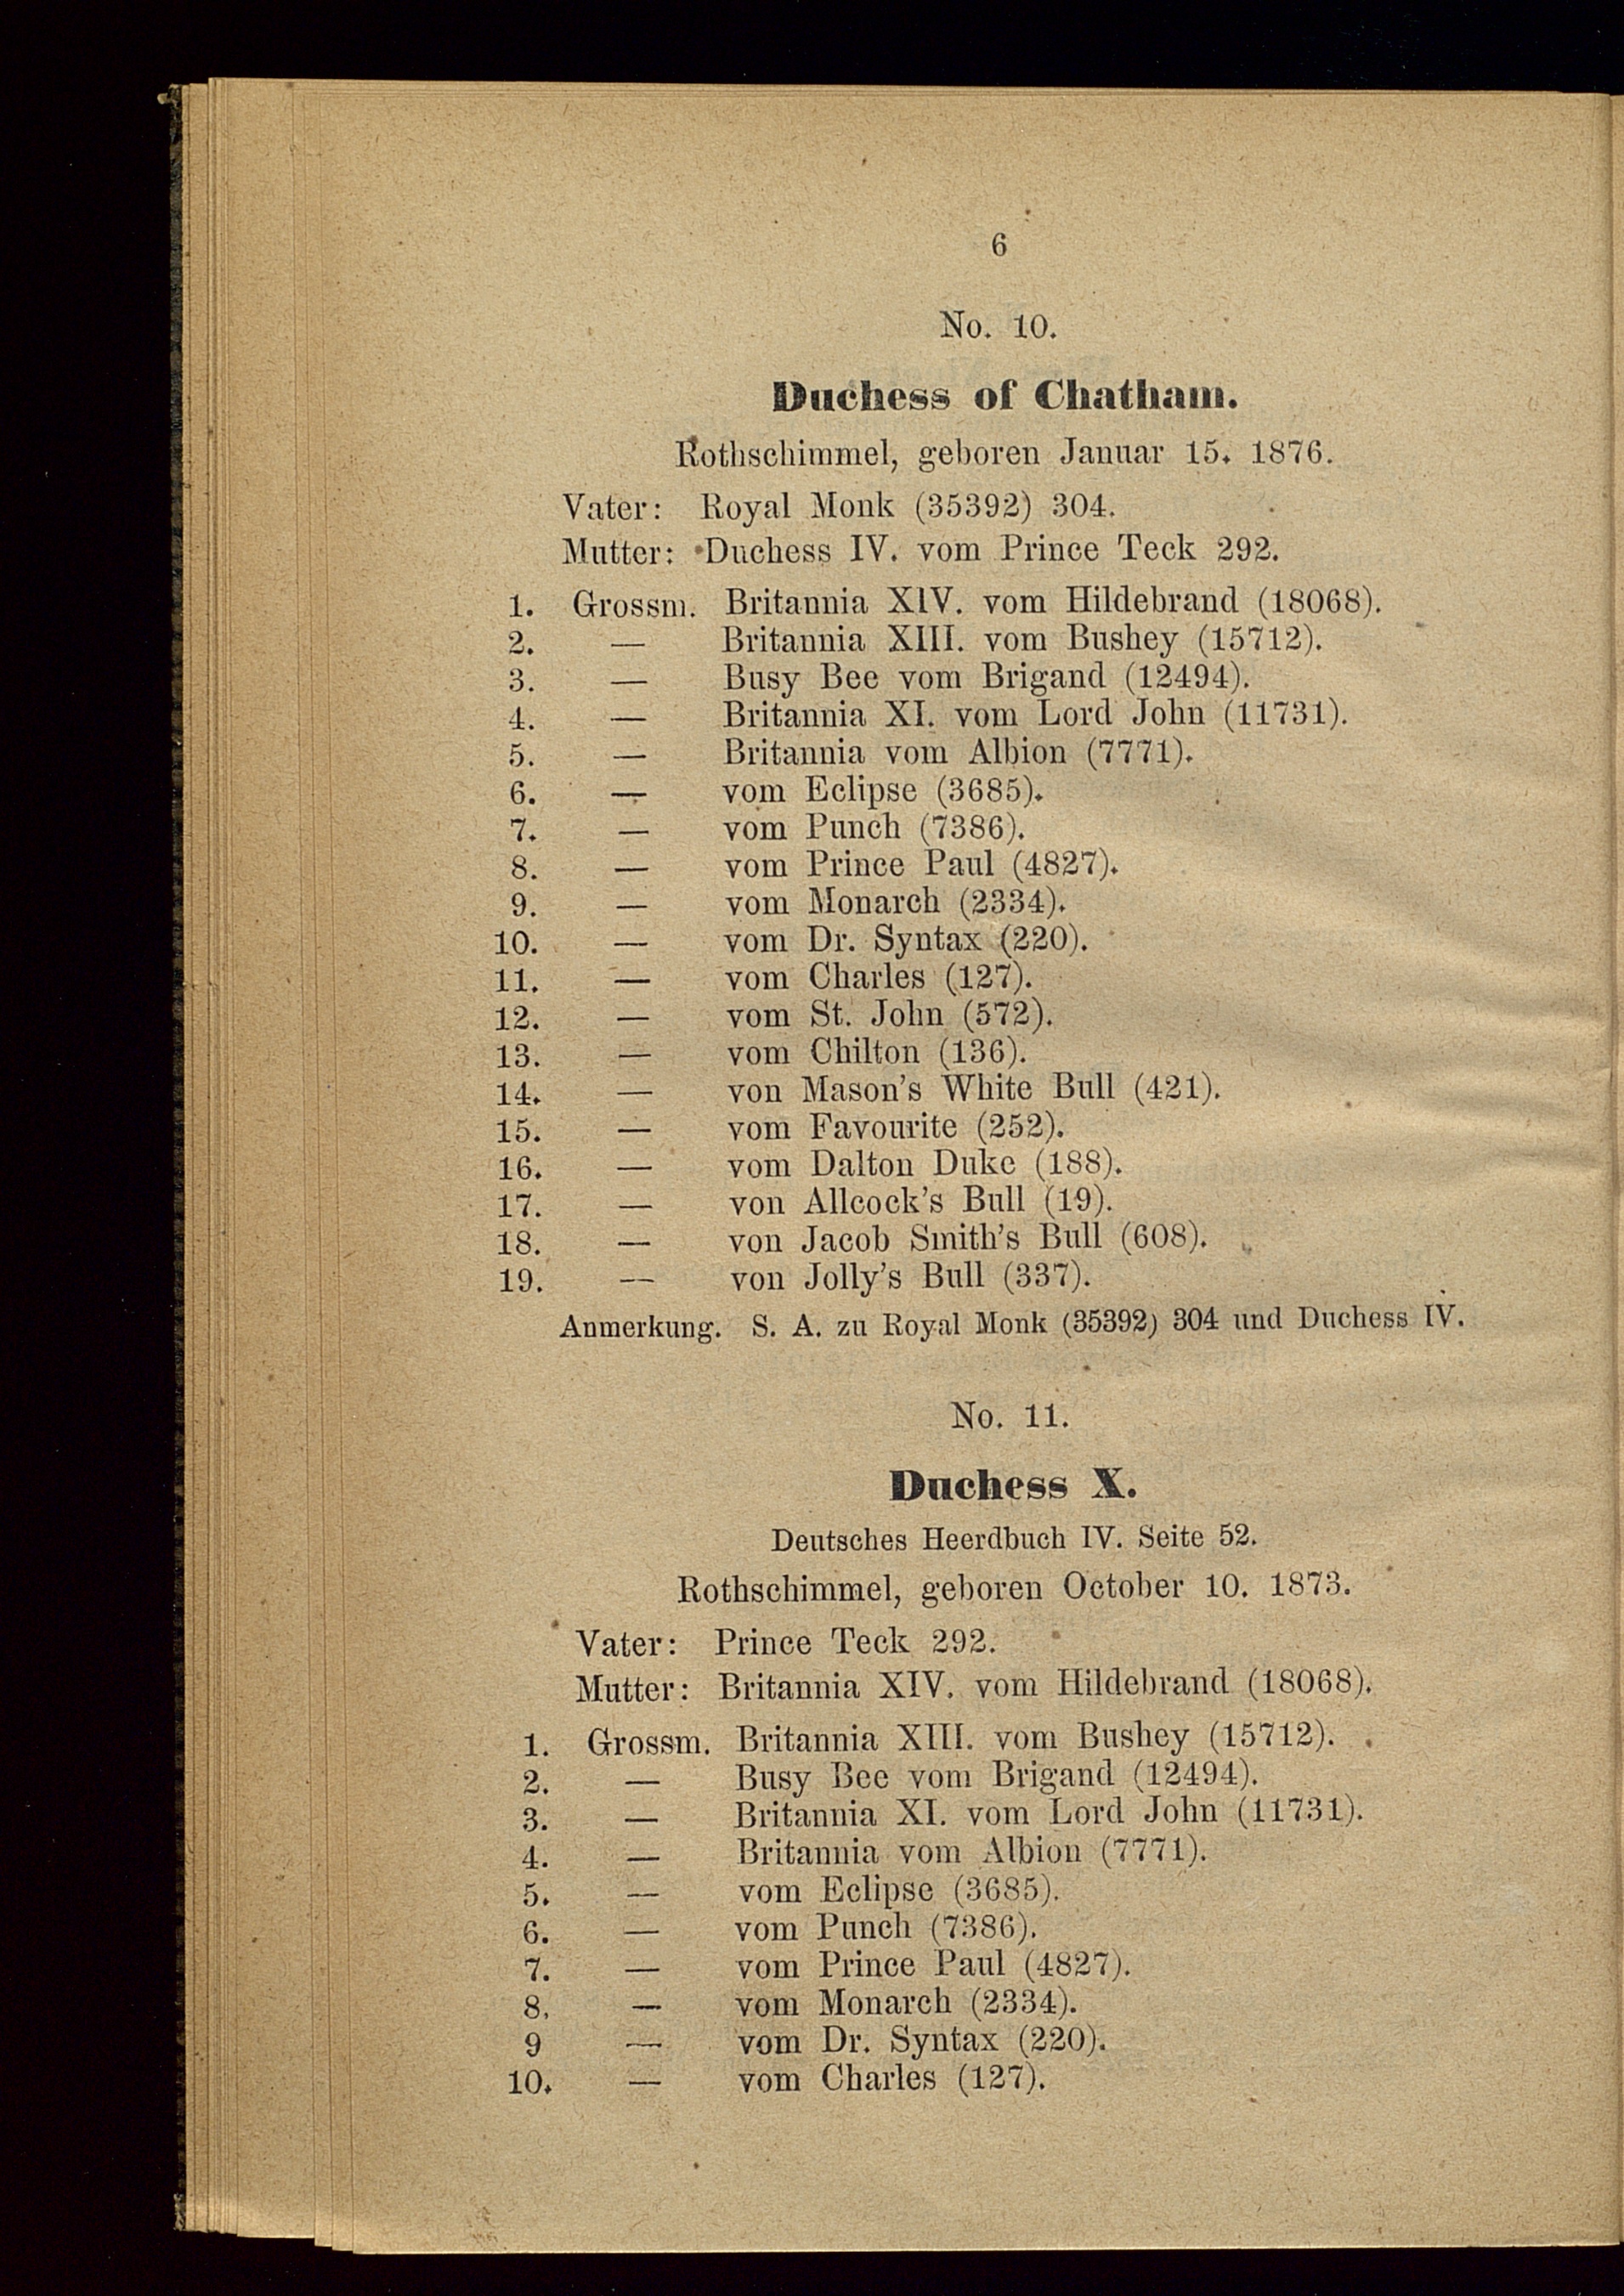 6
No. 10.
Duchess of Chatham.
Rothschimmel, geboren Januar 15. 1876.
Vater: Royal Monk (35392) 304.
Mutter: Duchess IV. vom Prince Teck 292.
1. Grossm. Britannia XIV. vom Hildebrand (18068).
2. — Britannia XIII. vom Bushey (15712).
3. — Busy Bee vom Brigand (12494).
4. — Britannia XI. vom Lord John (11731).
5. — Britannia vom Albion (7771).
6. — vom Eclipse (3685).
7. — vom Punch (7386).
8. — vom Prince Paul (4827).
9. — vom Monarch (2334).
10. — vom Dr. Syntax (220).
11. — vom Charles (127).
12. — vom St. John (572).
13. — vom Chilton (136).
14. — von Mason's White Bull (421).
15. — vom Favourite (252).
16. — vom Dalton Duke (188).
17. — von Allcock's Bull (19).
18. — von Jacob Smith's Bull (608).
19. — von Jolly's Bull (337).
Anmerkung. S. A. zu Royal Monk (35392) 304 und Duchess IV.
No. 11.
Duchess X.
Deutsches Heerdbuch IV. Seite 52.
Rothschimmel, geboren October 10. 1873.
Vater: Prince Teck 292.
Mutter: Britannia XIV. vom Hildebrand (18068).
1. Grossm. Britannia XIII. vom Bushey (15712).
2. — Busy Bee vom Brigand (12494).
3. — Britannia XI. vom Lord John (11731).
4. — Britannia vom Albion (7771).
5. — vom Eclipse (3685).
6. — vom Punch (7386).
7. — vom Prince Paul (4827).
8. — vom Monarch (2334).
9 — vom Dr. Syntax (220).
10. — vom Charles (127).